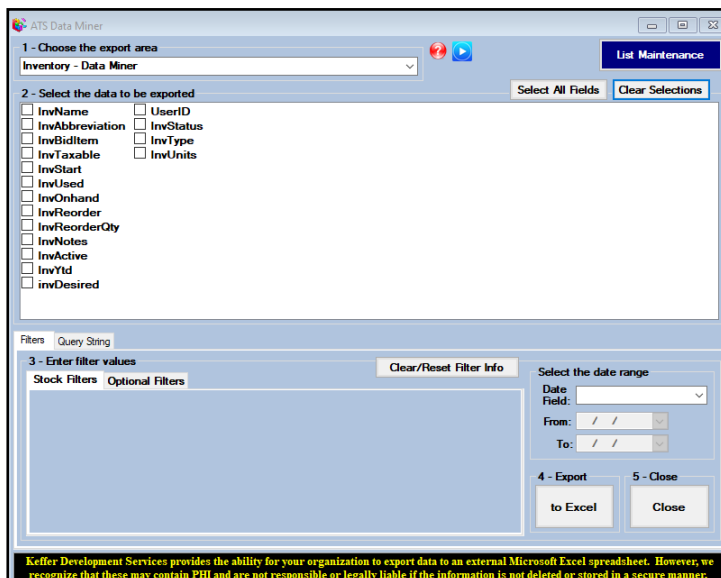 ATS Data Miner
1 - Choose the export area
Inventory - Data Miner
List Maintenance
2 - Select the data to be exported
Select All Fields
Clear Selections
InvName
InvAbbreviation
InvBidItem
InvTaxable
InvStart
InvUsed
InvOnhand
InvReorder
InvReorderQty
InvNotes
InvActive
InvYtd
invDesired
UserID
InvStatus
InvType
InvUnits
Filters
Query String
3 - Enter filter values
Clear/Reset Filter Info
Stock Filters
Optional Filters
Select the date range
Date
Field:
From: / /
To: / /
4 - Export
to Excel
5 - Close
Close
Keffer Development Services provides the ability for your organization to export data to an external Microsoft Excel spreadsheet. However, we
recognize that these may contain PHI and are not responsible or legally liable if the information is not deleted or stored in a secure manner.